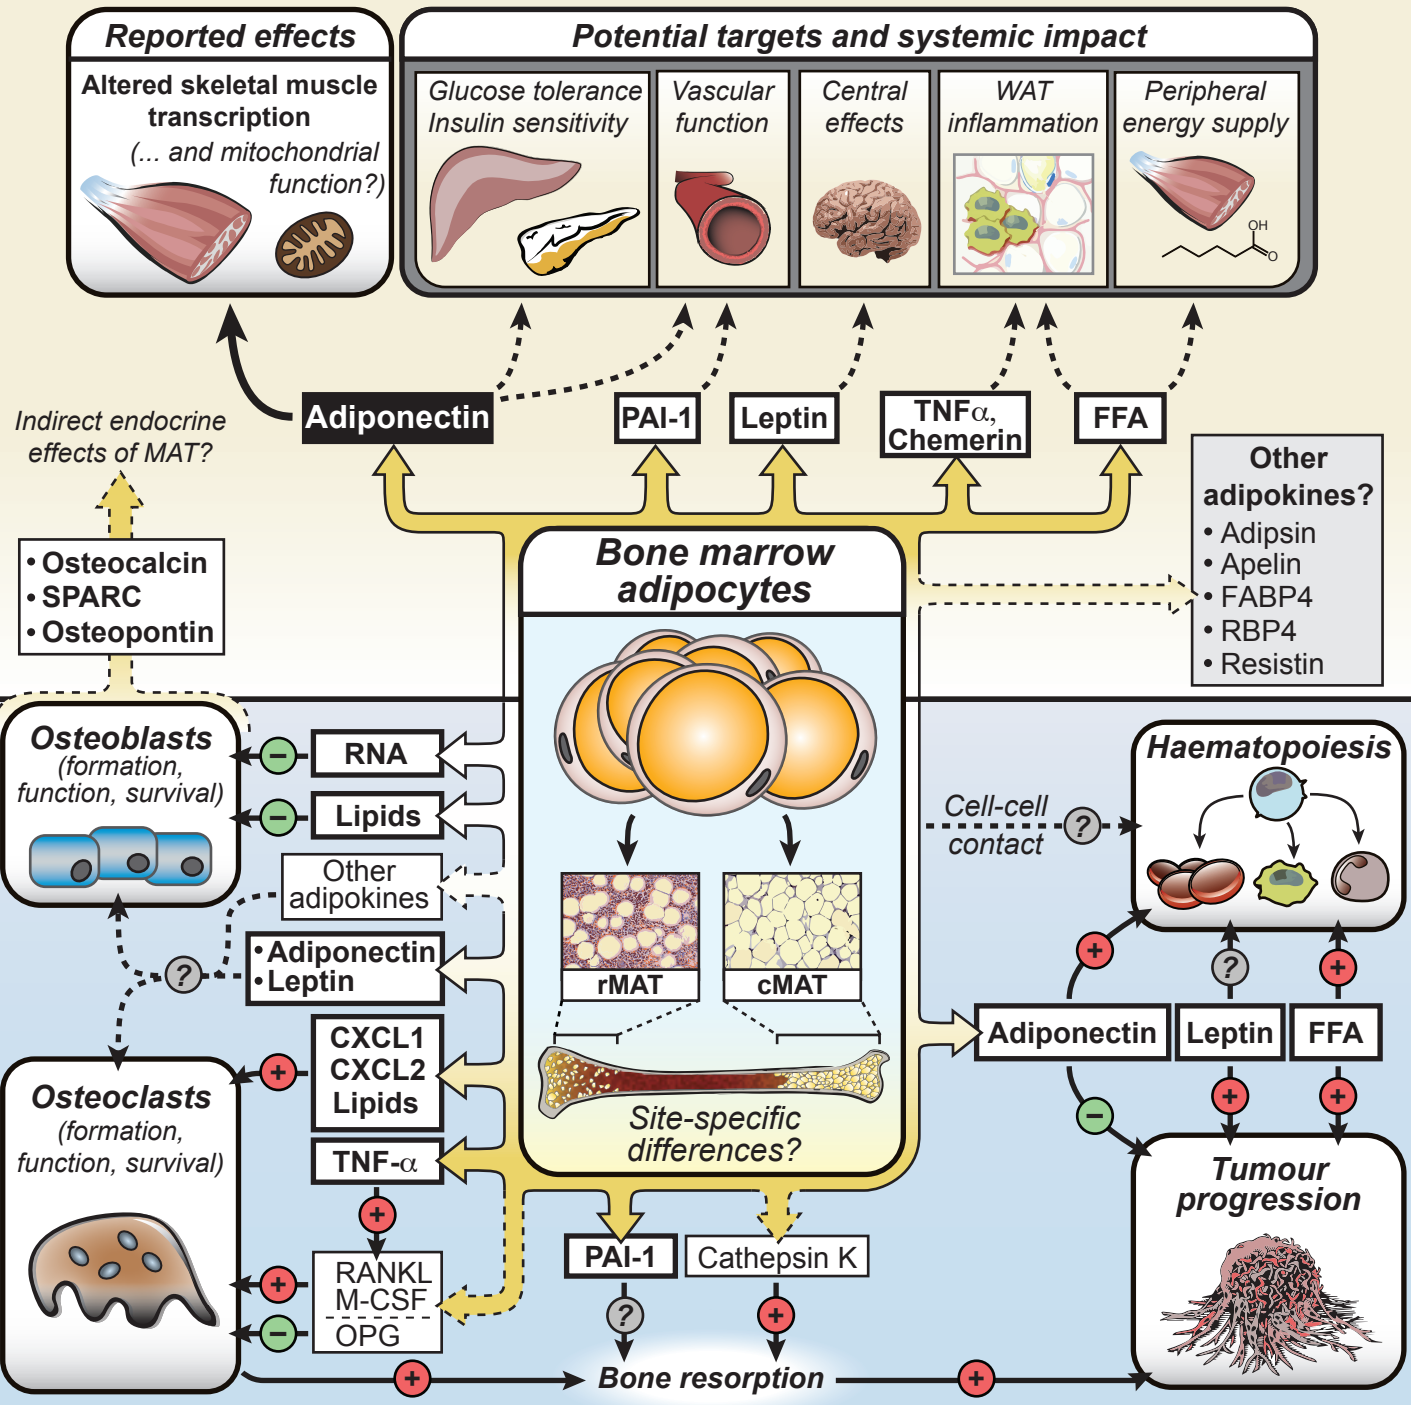 Reported effects
Altered skeletal muscle
transcription
(... and mitochondrial
function?)
Potential targets and systemic impact
Glucose tolerance
Insulin sensitivity
Vascular
function
Central
effects
WAT
inflammation
Peripheral
energy supply
OH
O
Adiponectin
PAI-1
Leptin
TNFα,
Chemerin
FFA
Indirect endocrine
effects of MAT?
• Osteocalcin
• SPARC
• Osteopontin
Other
adipokines?
• Adipsin
• Apelin
• FABP4
• RBP4
• Resistin
Bone marrow
adipocytes
rMAT
cMAT
Site-specific
differences?
Osteoblasts
(formation,
function, survival)
− RNA
− Lipids
Other
adipokines
?
• Adiponectin
• Leptin
Osteoclasts
(formation,
function, survival)
+
CXCL1
CXCL2
Lipids
TNF-α
+
+
RANKL
M-CSF
−
OPG
PAI-1
Cathepsin K
?
+
+
Bone resorption
+
Cell-cell
contact
?
Haematopoiesis
+
?
+
Adiponectin
Leptin
FFA
−
+
+
Tumour
progression